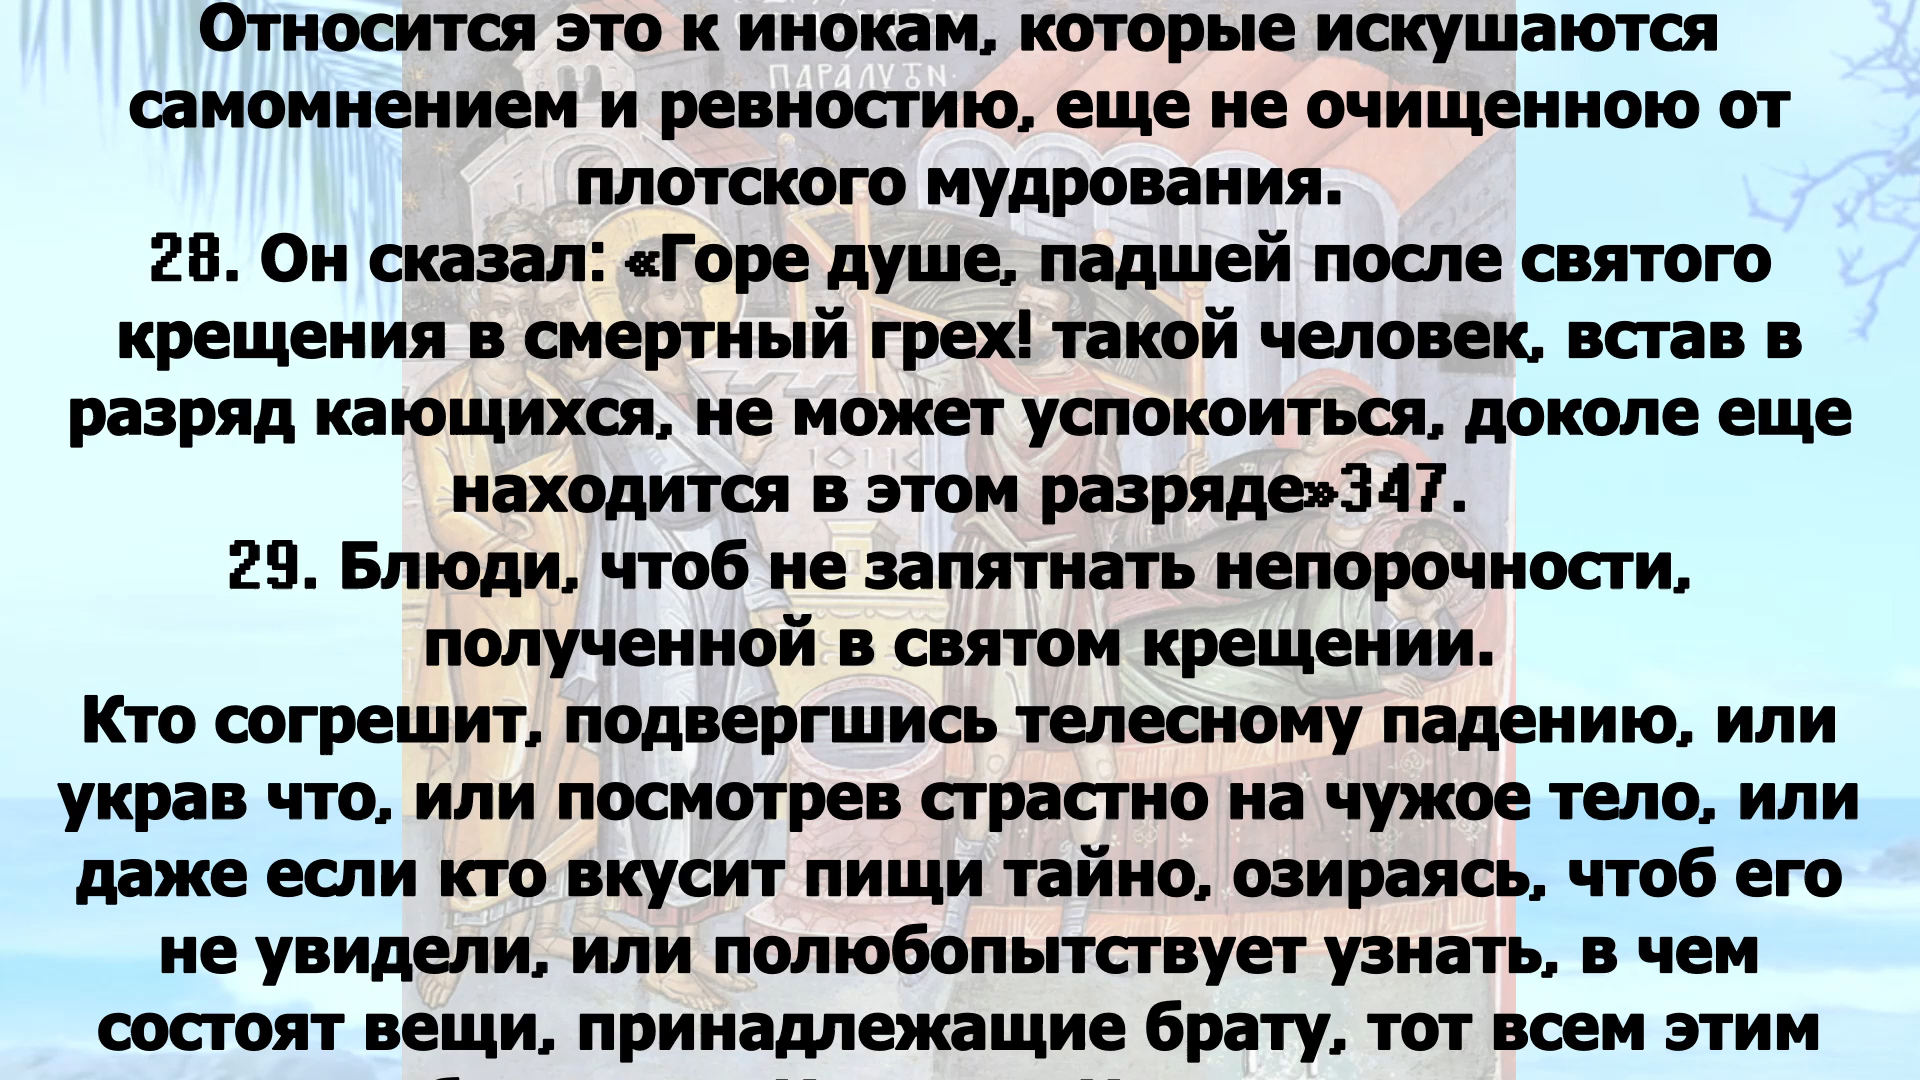 Относится это к инокам, которые искушаются
самомнением и ревностию, еще не очищенною от
плотского мудрования.
28. Он сказал: «Горе душе, падшей после святого
крещения в смертный грех! такой человек, встав в
разряд кающихся, не может успокоиться, доколе еще
находится в этом разряде»347.
29. Блюди, чтоб не запятнать непорочности,
полученной в святом крещении.
Кто согрешит, подвергшись телесному падению, или
украв что, или посмотрев страстно на чужое тело, или
даже если кто вкусит пищи тайно, озираясь, чтоб его
не увидели, или полюбопытствует узнать, в чем
состоят вещи, принадлежащие брату, тот всем этим